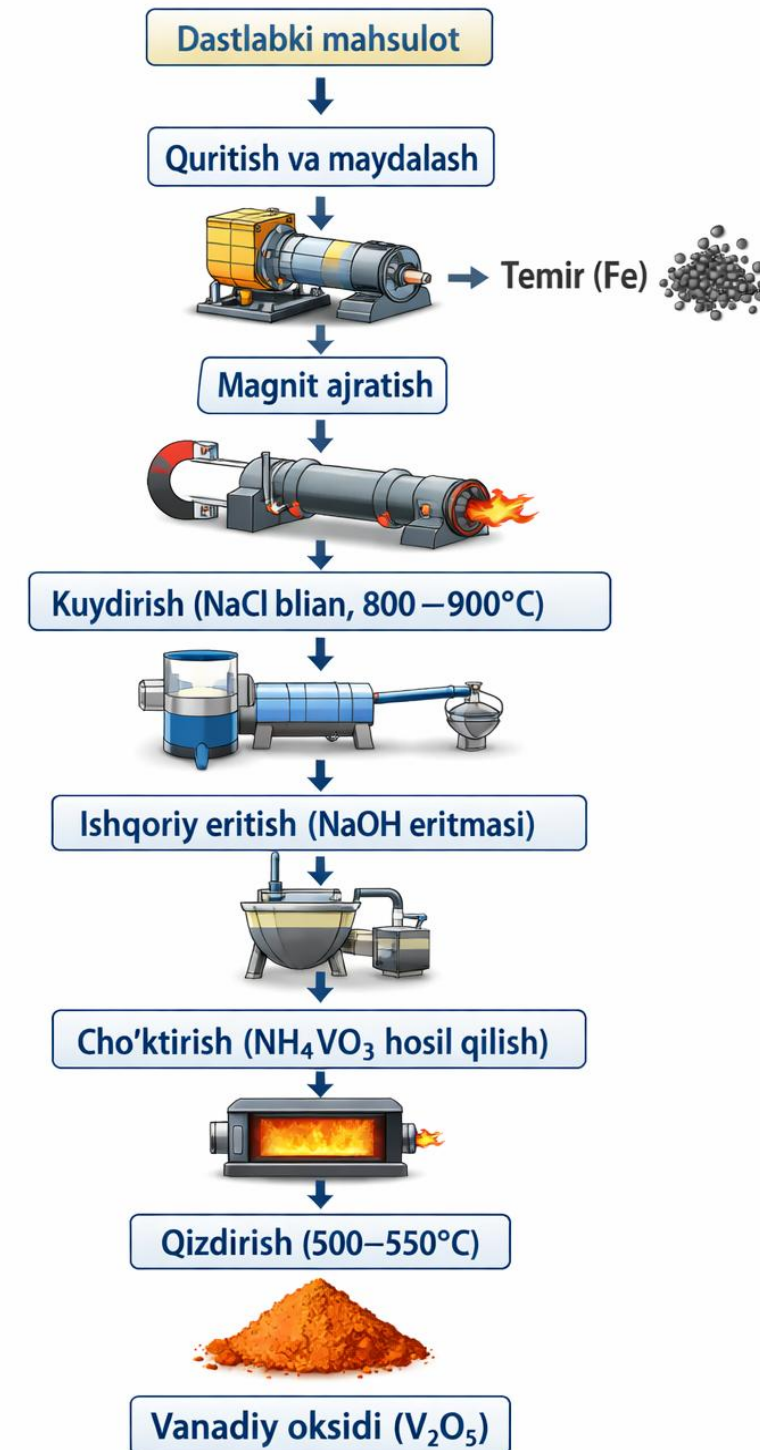 Dastlabki mahsulot
Quritish va maydalash
Temir (Fe)
Magnit ajratish
Kuydirish (NaCl blian, 800–900°C)
Ishqoriy eritish (NaOH eritmasi)
Cho'ktirish (NH₄VO₃ hosil qilish)
Qizdirish (500–550°C)
Vanadiy oksidi (V₂O₅)